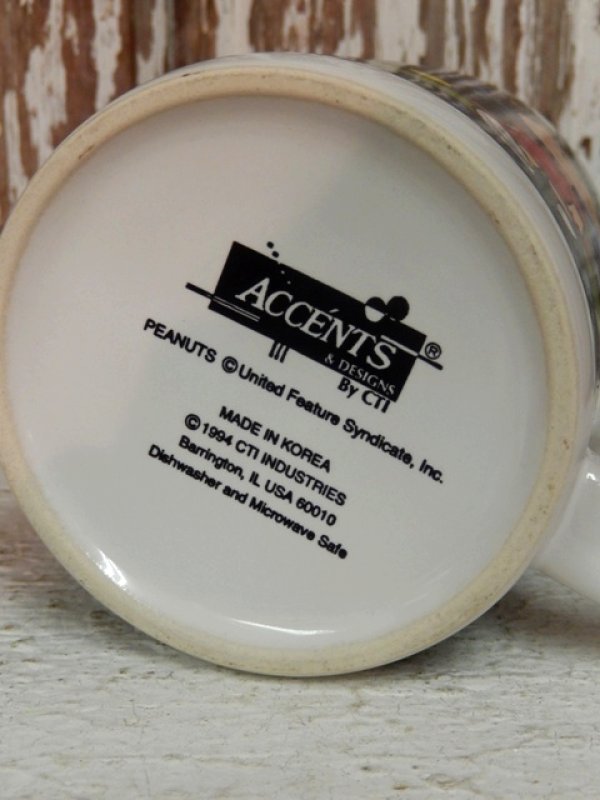 ACCENTS®
& DESIGNS
By CTI
PEANUTS © United Feature Syndicate, Inc.
MADE IN KOREA
© 1994 CTI INDUSTRIES
Barrington, IL USA 60010
Dishwasher and Microwave Safe